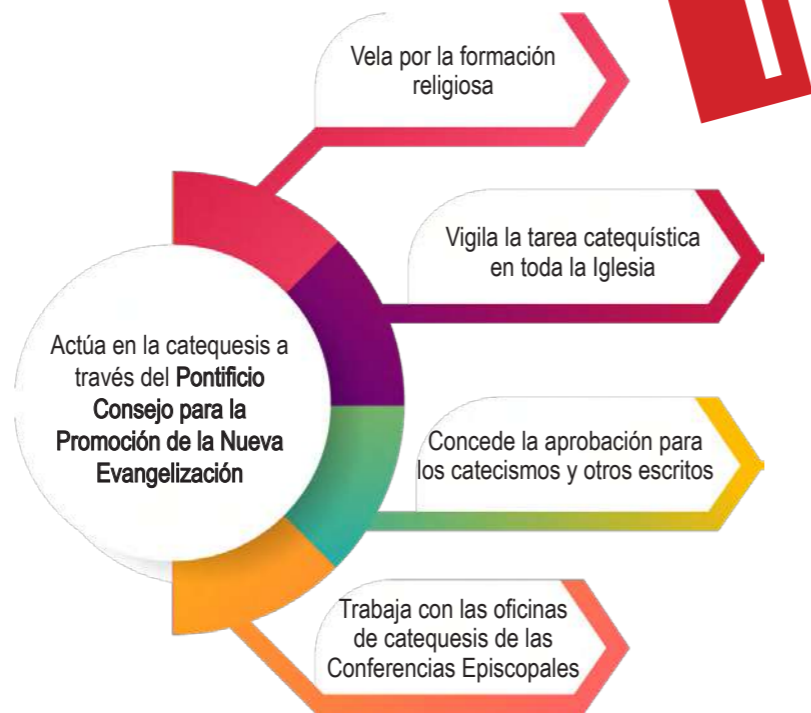 Vela por la formación
religiosa
Vigila la tarea catequística
en toda la Iglesia
Actúa en la catequesis a
través del Pontificio
Consejo para la
Promoción de la Nueva
Evangelización
Concede la aprobación para
los catecismos y otros escritos
Trabaja con las oficinas
de catequesis de las
Conferencias Episcopales